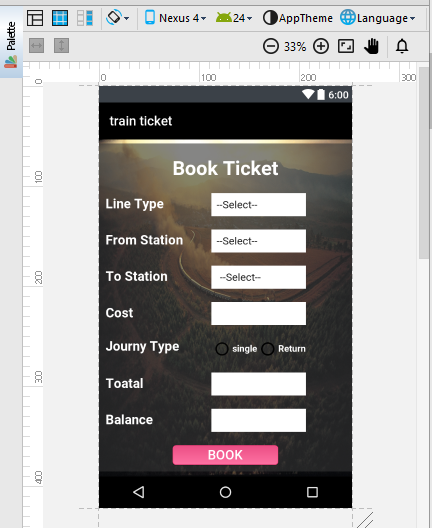 Palette
Nexus 4 24 AppTheme Language
33%
0 100 200 300
0
100
200
300
400
6:00
train ticket
Book Ticket
Line Type --Select--
From Station --Select--
To Station --Select--
Cost
Journy Type single Return
Toatal
Balance
BOOK